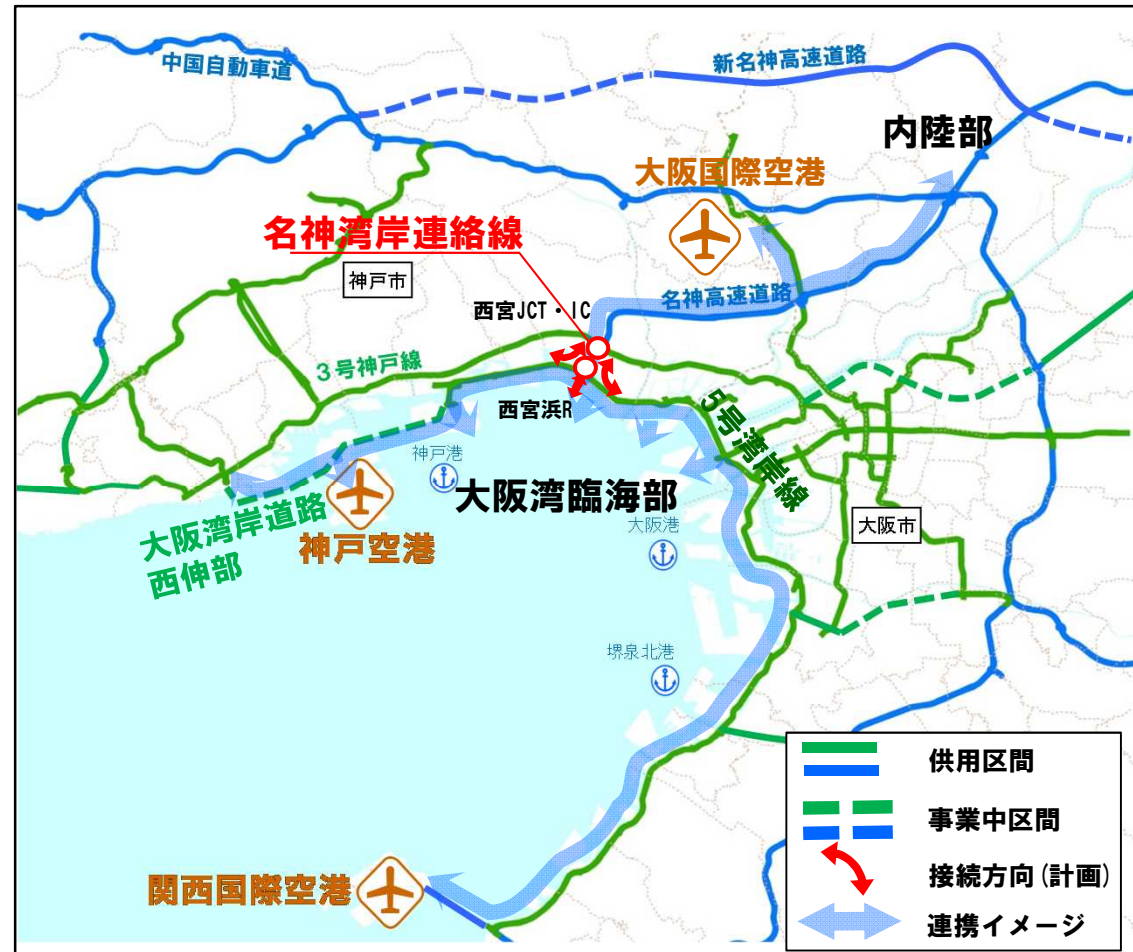 中国自動車道
新名神高速道路
内陸部
大阪国際空港
名神湾岸連絡線
神戸市
西宮JCT・IC
名神高速道路
3号神戸線
西宮浜R
5号湾岸線
神戸港
大阪湾臨海部
大阪港
大阪市
大阪湾岸道路
西伸部
神戸空港
堺泉北港
関西国際空港
供用区間
事業中区間
接続方向(計画)
連携イメージ